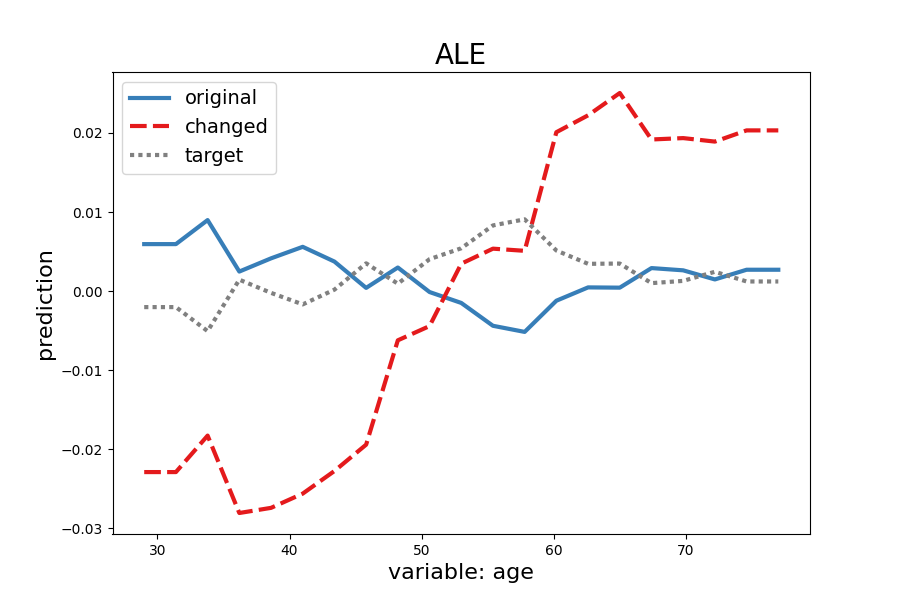 ALE
original
changed
target
prediction
0.02
0.01
0.00
−0.01
−0.02
−0.03
30 40 50 60 70
variable: age